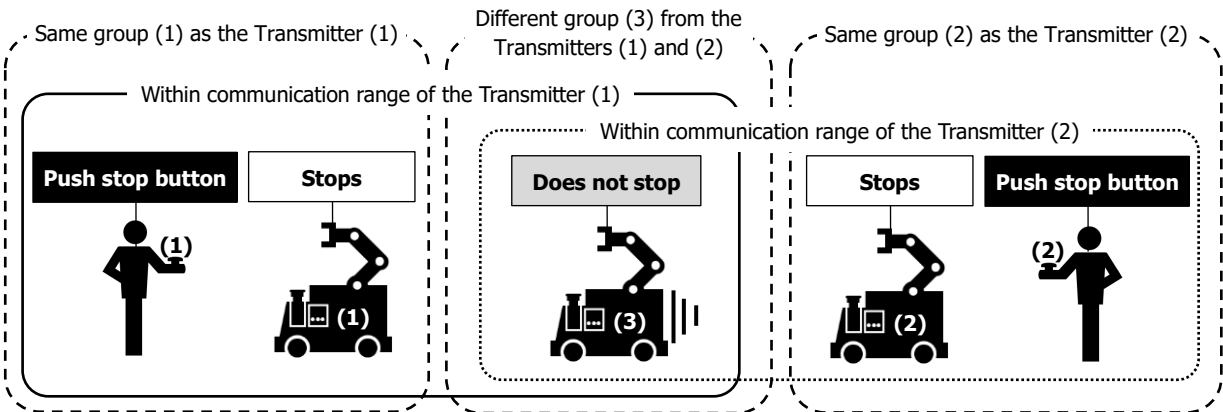 Same group (1) as the Transmitter (1)
Different group (3) from the
Transmitters (1) and (2)
Same group (2) as the Transmitter (2)
Within communication range of the Transmitter (1)
Within communication range of the Transmitter (2)
Push stop button
Stops
Does not stop
Stops
Push stop button
(1)
(2)
(1)
(3)
(2)